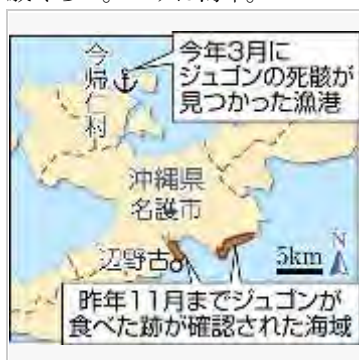 今年3月に
ジュゴンの死骸が
見つかった漁港
今帰仁村
沖縄県
名護市
辺野古
5km
N
昨年11月までジュゴンが
食べた跡が確認された海域